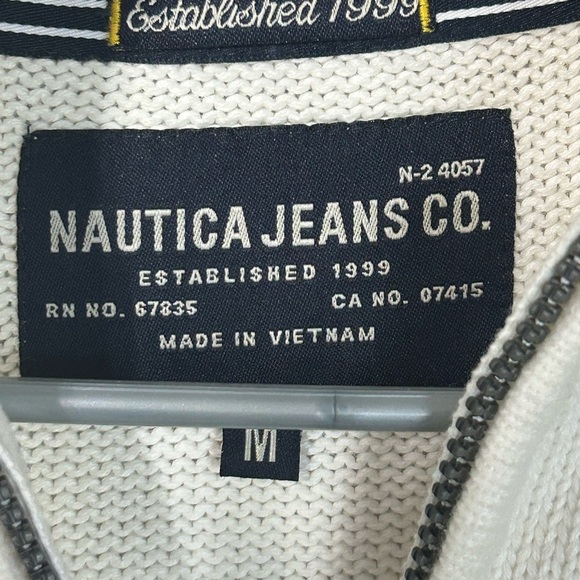 Established 1999
N-2 4057
NAUTICA JEANS CO.
ESTABLISHED 1999
RN NO. 67835 CA NO. 07415
MADE IN VIETNAM
M